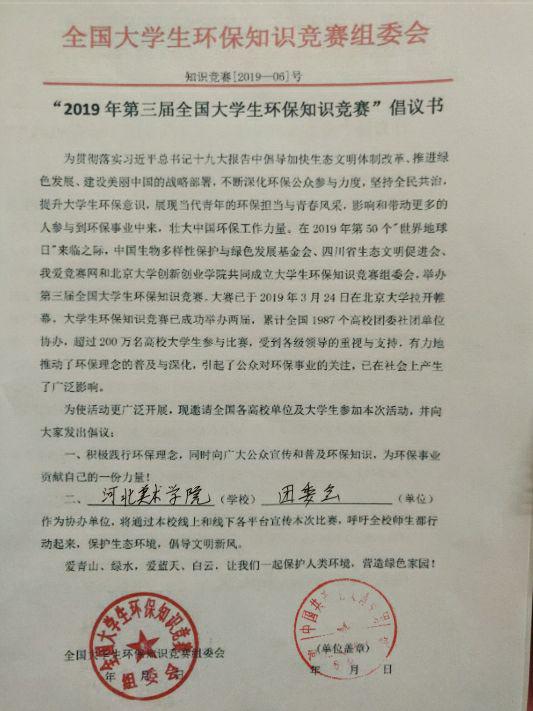 全国大学生环保知识竞赛组委会
知识竞赛[2019—06]号
“2019 年第三届全国大学生环保知识竞赛”倡议书
为贯彻落实习近平总书记十九大报告中倡导加快生态文明体制改革、推进绿
色发展、建设美丽中国的战略部署，不断深化环保公众参与力度，坚持全民共治，
提升大学生环保意识，展现当代青年的环保担当与青春风采，影响和带动更多的
人参与到环保事业中来，壮大中国环保工作力量。在 2019 年第 50 个“世界地球
日”来临之际，中国生物多样性保护与绿色发展基金会、四川省生态文明促进会、
我爱竞赛网和北京大学创新创业学院共同成立大学生环保知识竞赛组委会，举办
第三届全国大学生环保知识竞赛。大赛已于 2019 年 3 月 24 日在北京大学拉开帷
幕。大学生环保知识竞赛已成功举办两届，累计全国 1987 个高校团委社团单位
协办，超过 200 万名高校大学生参与比赛，受到各级领导的重视与支持，有力地
推动了环保理念的普及与深化，引起了公众对环保事业的关注，已在社会上产生
了广泛影响。
为使活动更广泛开展，现邀请全国各高校单位及大学生参加本次活动，并向
大家发出倡议：
一、积极践行环保理念，同时向广大公众宣传和普及环保知识，为环保事业
贡献自己的一份力量！
二、河北美术学院（学校）团委会（单位）
作为协办单位，将通过本校线上和线下各平台宣传本次比赛，呼吁全校师生都行
动起来，保护生态环境，倡导文明新风。
爱青山、绿水，爱蓝天、白云，让我们一起保护人类环境，营造绿色家园！
全国大学生环保知识竞赛组委会
年 月 日
全国大学生环保知识竞赛
组委会
中国共
（单位盖章）
年 月 日